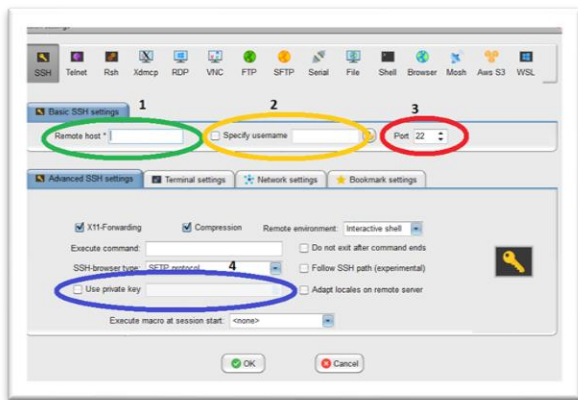 SSH Telnet Rsh Xdmcp RDP VNC FTP SFTP Serial File Shell Browser Mosh Aws S3 WSL
Basic SSH settings 1 2 3
Remote host * Specify username Port 22
Advanced SSH settings Terminal settings Network settings Bookmark settings
X11-Forwarding Compression Remote environment: Interactive shell
Execute command: Do not exit after command ends
SSH-browser type: SFTP protocol 4 Follow SSH path (experimental)
Use private key Adapt locales on remote server
Execute macro at session start: <none>
OK Cancel